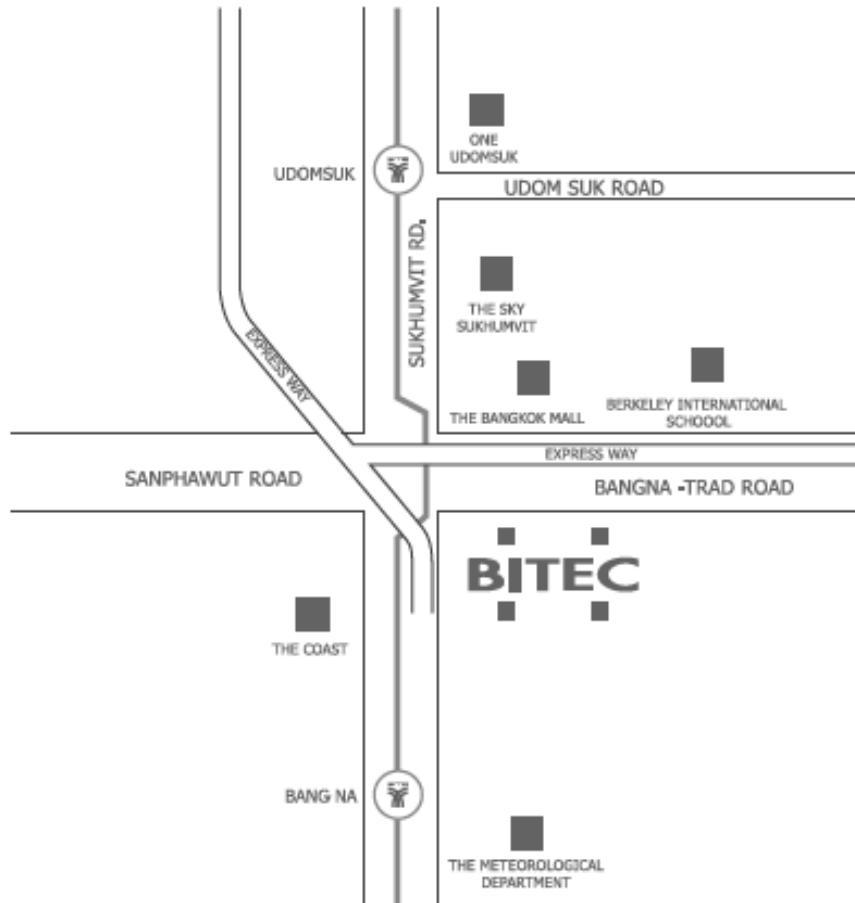 ONE
UDOMSUK
UDOMSUK
UDOM SUK ROAD
SUKHUMVIT RD.
THE SKY
SUKHUMVIT
EXPRESS WAY
THE BANGKOK MALL
BERKELEY INTERNATIONAL
SCHOOOL
EXPRESS WAY
SANPHAWUT ROAD
BANGNA -TRAD ROAD
BITEC
THE COAST
BANG NA
THE METEOROLOGICAL
DEPARTMENT